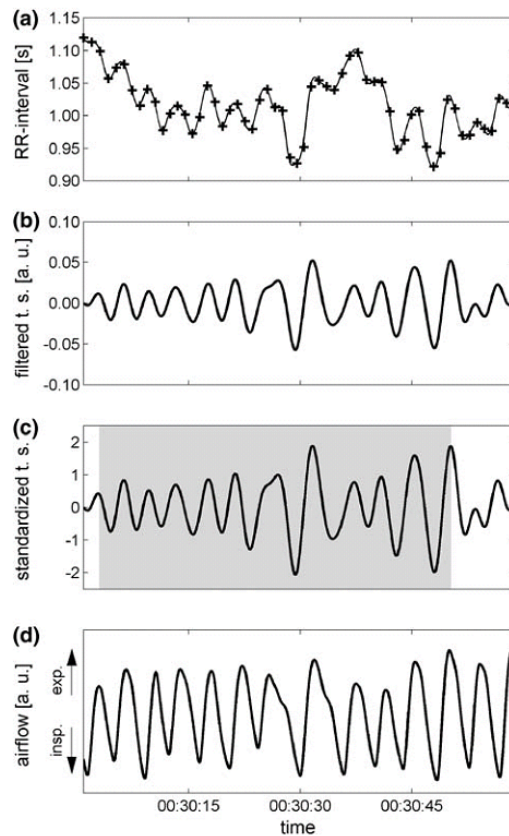 (a)
RR-interval [s]
1.15
1.10
1.05
1.00
0.95
0.90
(b)
filtered t. s. [a. u.]
0.10
0.05
0.00
-0.05
-0.10
(c)
standardized t. s.
2
1
0
-1
-2
(d)
airflow [a. u.]
insp. exp.
00:30:15 00:30:30 00:30:45
time